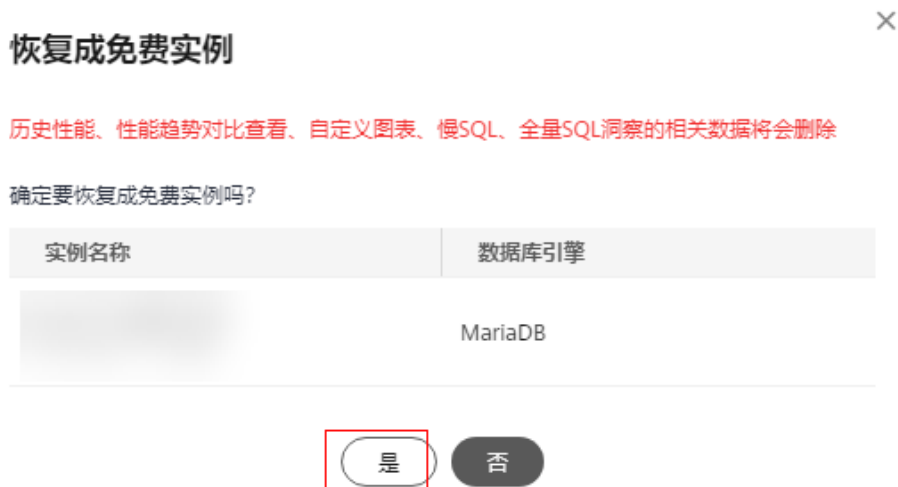 恢复成免费实例
历史性能、性能趋势对比查看、自定义图表、慢SQL、全量SQL洞察的相关数据将会删除
确定要恢复成免费实例吗?
实例名称 数据库引擎
MariaDB
是 否